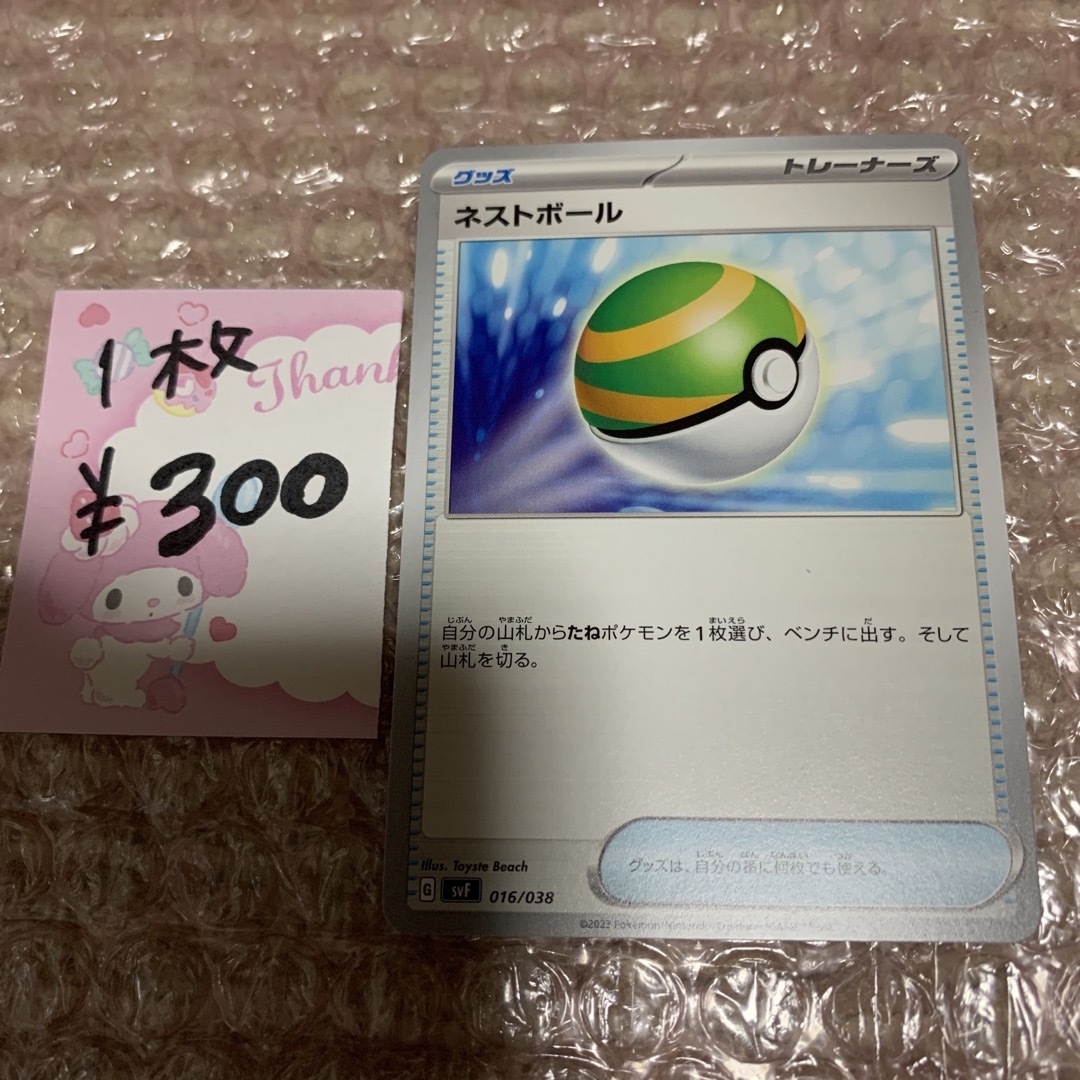 1枚
Thank
¥300
グッズ
トレーナーズ
ネストボール
自分の山札からたねポケモンを1枚選び、ベンチに出す。そして
山札を切る。
グッズは、自分の番に何枚でも使える。
Illus. Toyste Beach
G svF 016/038
©2023 Pokémon/Nintendo